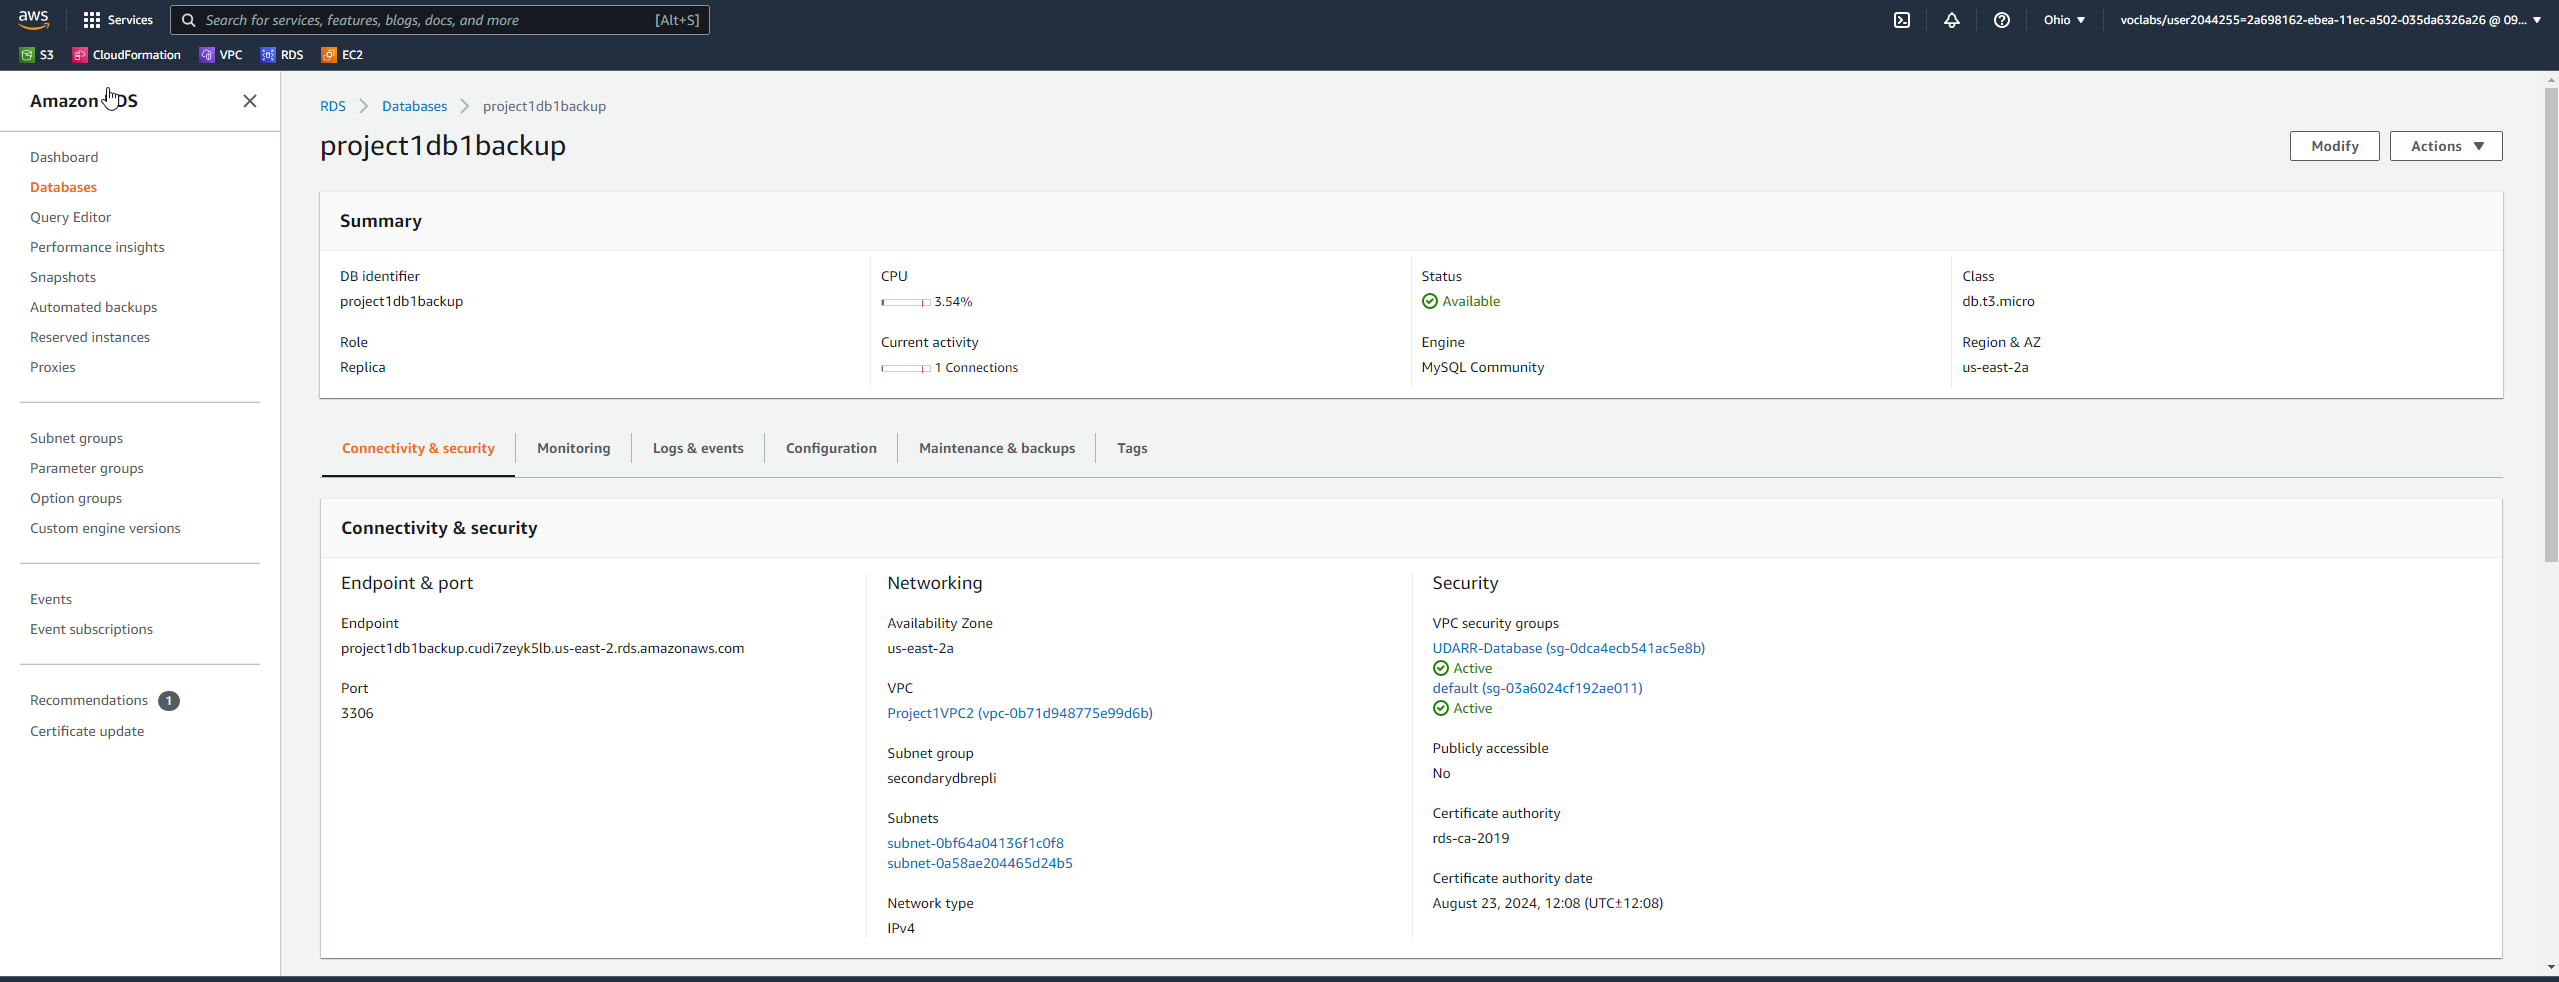 aws Services Search for services, features, blogs, docs, and more [Alt+S] Ohio ▼ voclabs/user2044255=2a698162-ebea-11ec-a502-035da6326a26 @ 09... ▼
S3 CloudFormation VPC RDS EC2
Amazon DS
Dashboard
Databases
Query Editor
Performance insights
Snapshots
Automated backups
Reserved instances
Proxies
Subnet groups
Parameter groups
Option groups
Custom engine versions
Events
Event subscriptions
Recommendations 1
Certificate update
RDS > Databases > project1db1backup
project1db1backup
Modify Actions ▼
Summary
DB identifier
project1db1backup
Role
Replica
CPU
3.54%
Current activity
1 Connections
Status
Available
Engine
MySQL Community
Class
db.t3.micro
Region & AZ
us-east-2a
Connectivity & security Monitoring Logs & events Configuration Maintenance & backups Tags
Connectivity & security
Endpoint & port
Endpoint
project1db1backup.cudi7zeyk5lb.us-east-2.rds.amazonaws.com
Port
3306
Networking
Availability Zone
us-east-2a
VPC
Project1VPC2 (vpc-0b71d948775e99d6b)
Subnet group
secondarydbrepli
Subnets
subnet-0bf64a04136f1c0f8
subnet-0a58ae204465d24b5
Network type
IPv4
Security
VPC security groups
UDARR-Database (sg-0dca4ecb541ac5e8b)
Active
default (sg-03a6024cf192ae011)
Active
Publicly accessible
No
Certificate authority
rds-ca-2019
Certificate authority date
August 23, 2024, 12:08 (UTC±12:08)